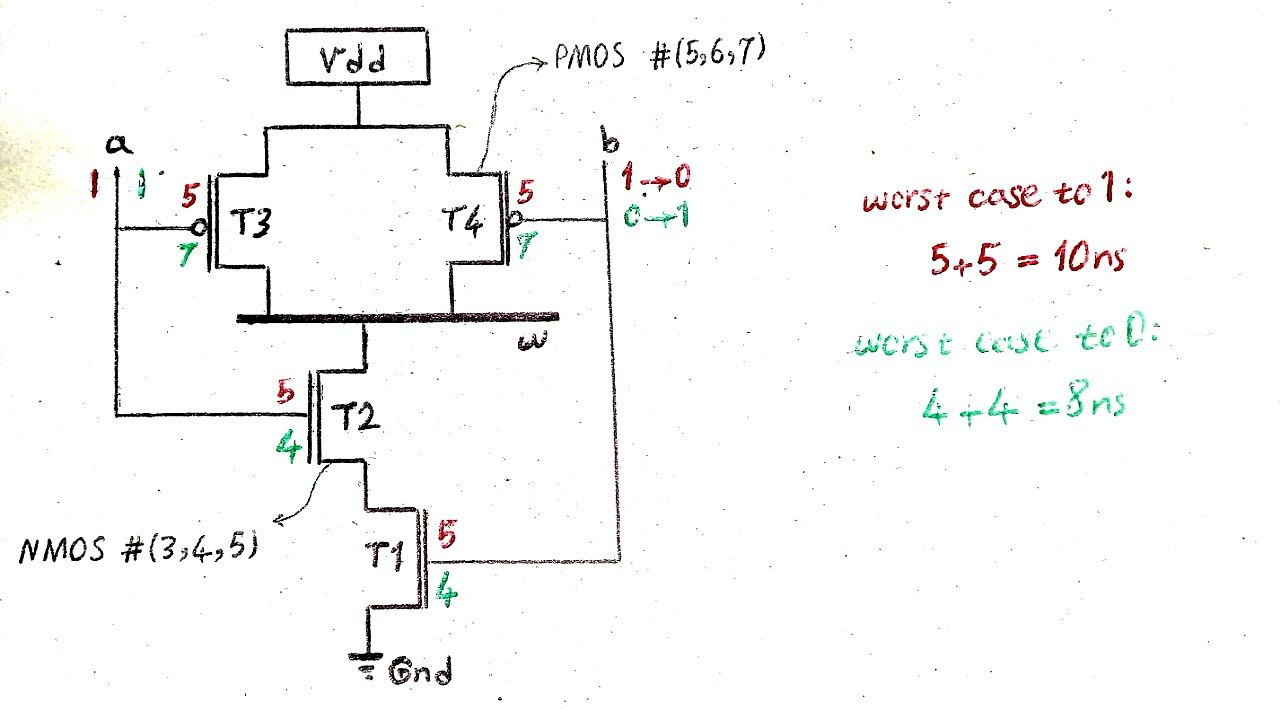 Vdd
PMOS #(5,6,7)
a
b
1 1
1→0
0→1
5
T3
7
T4
5
7
w
5
T2
4
NMOS #(3,4,5)
T1
5
4
Gnd
worst case to 1:
5+5 = 10ns
worst case to 0:
4+4 = 8ns